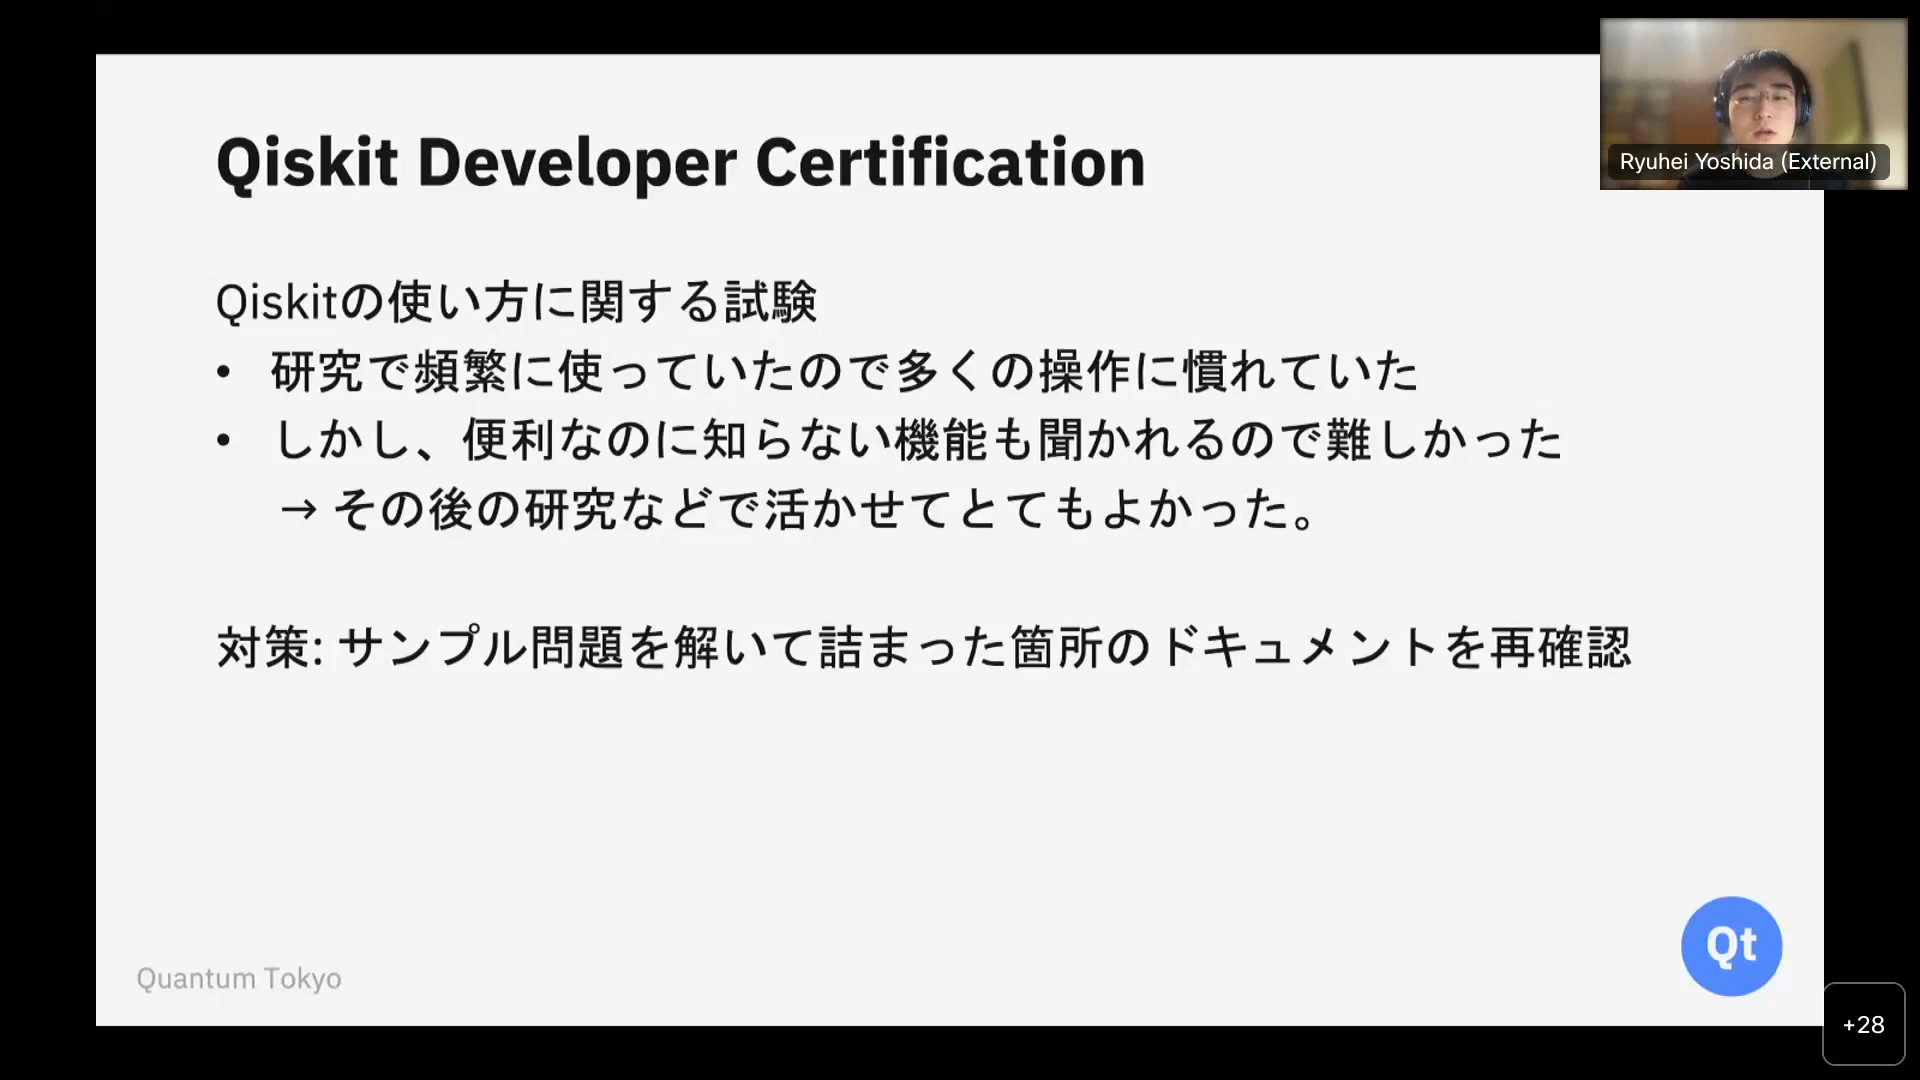 Qiskit Developer Certification
Ryuhei Yoshida (External)
Qiskitの使い方に関する試験
• 研究で頻繁に使っていたので多くの操作に慣れていた
• しかし、便利なのに知らない機能も聞かれるので難しかった
→ その後の研究などで活かせてとてもよかった。
対策: サンプル問題を解いて詰まった箇所のドキュメントを再確認
Qt
Quantum Tokyo
+28